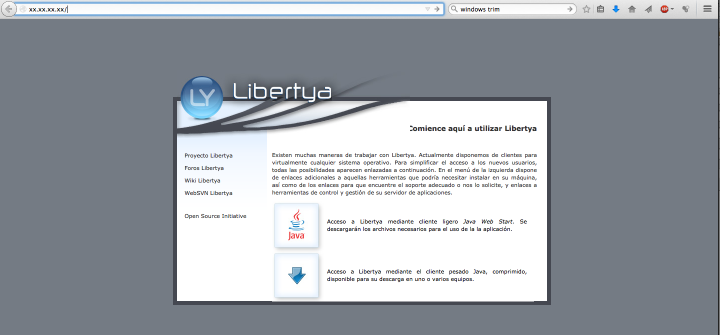 xx.xx.xx.xx/
windows trim
LY
Libertya
Comience aquí a utilizar Libertya
Proyecto Libertya
Foros Libertya
Wiki Libertya
WebSVN Libertya
Open Source Initiative
Existen muchas maneras de trabajar con Libertya. Actualmente disponemos de clientes para
virtualmente cualquier sistema operativo. Para simplificar el acceso a los nuevos usuarios,
todas las posibilidades aparecen enlazadas a continuación. En el menú de la izquierda dispone
de enlaces adicionales a aquellas herramientas que podría necesitar instalar en su máquina,
así como de los enlaces para que encuentre el soporte adecuado o nos lo solicite, y enlaces a
herramientas de control y gestión de su servidor de aplicaciones.
Java
Acceso a Libertya mediante cliente ligero Java Web Start. Se
descargarán los archivos necesarios para el uso de la la aplicación.
Acceso a Libertya mediante el cliente pesado Java, comprimido,
disponible para su descarga en uno o varios equipos.